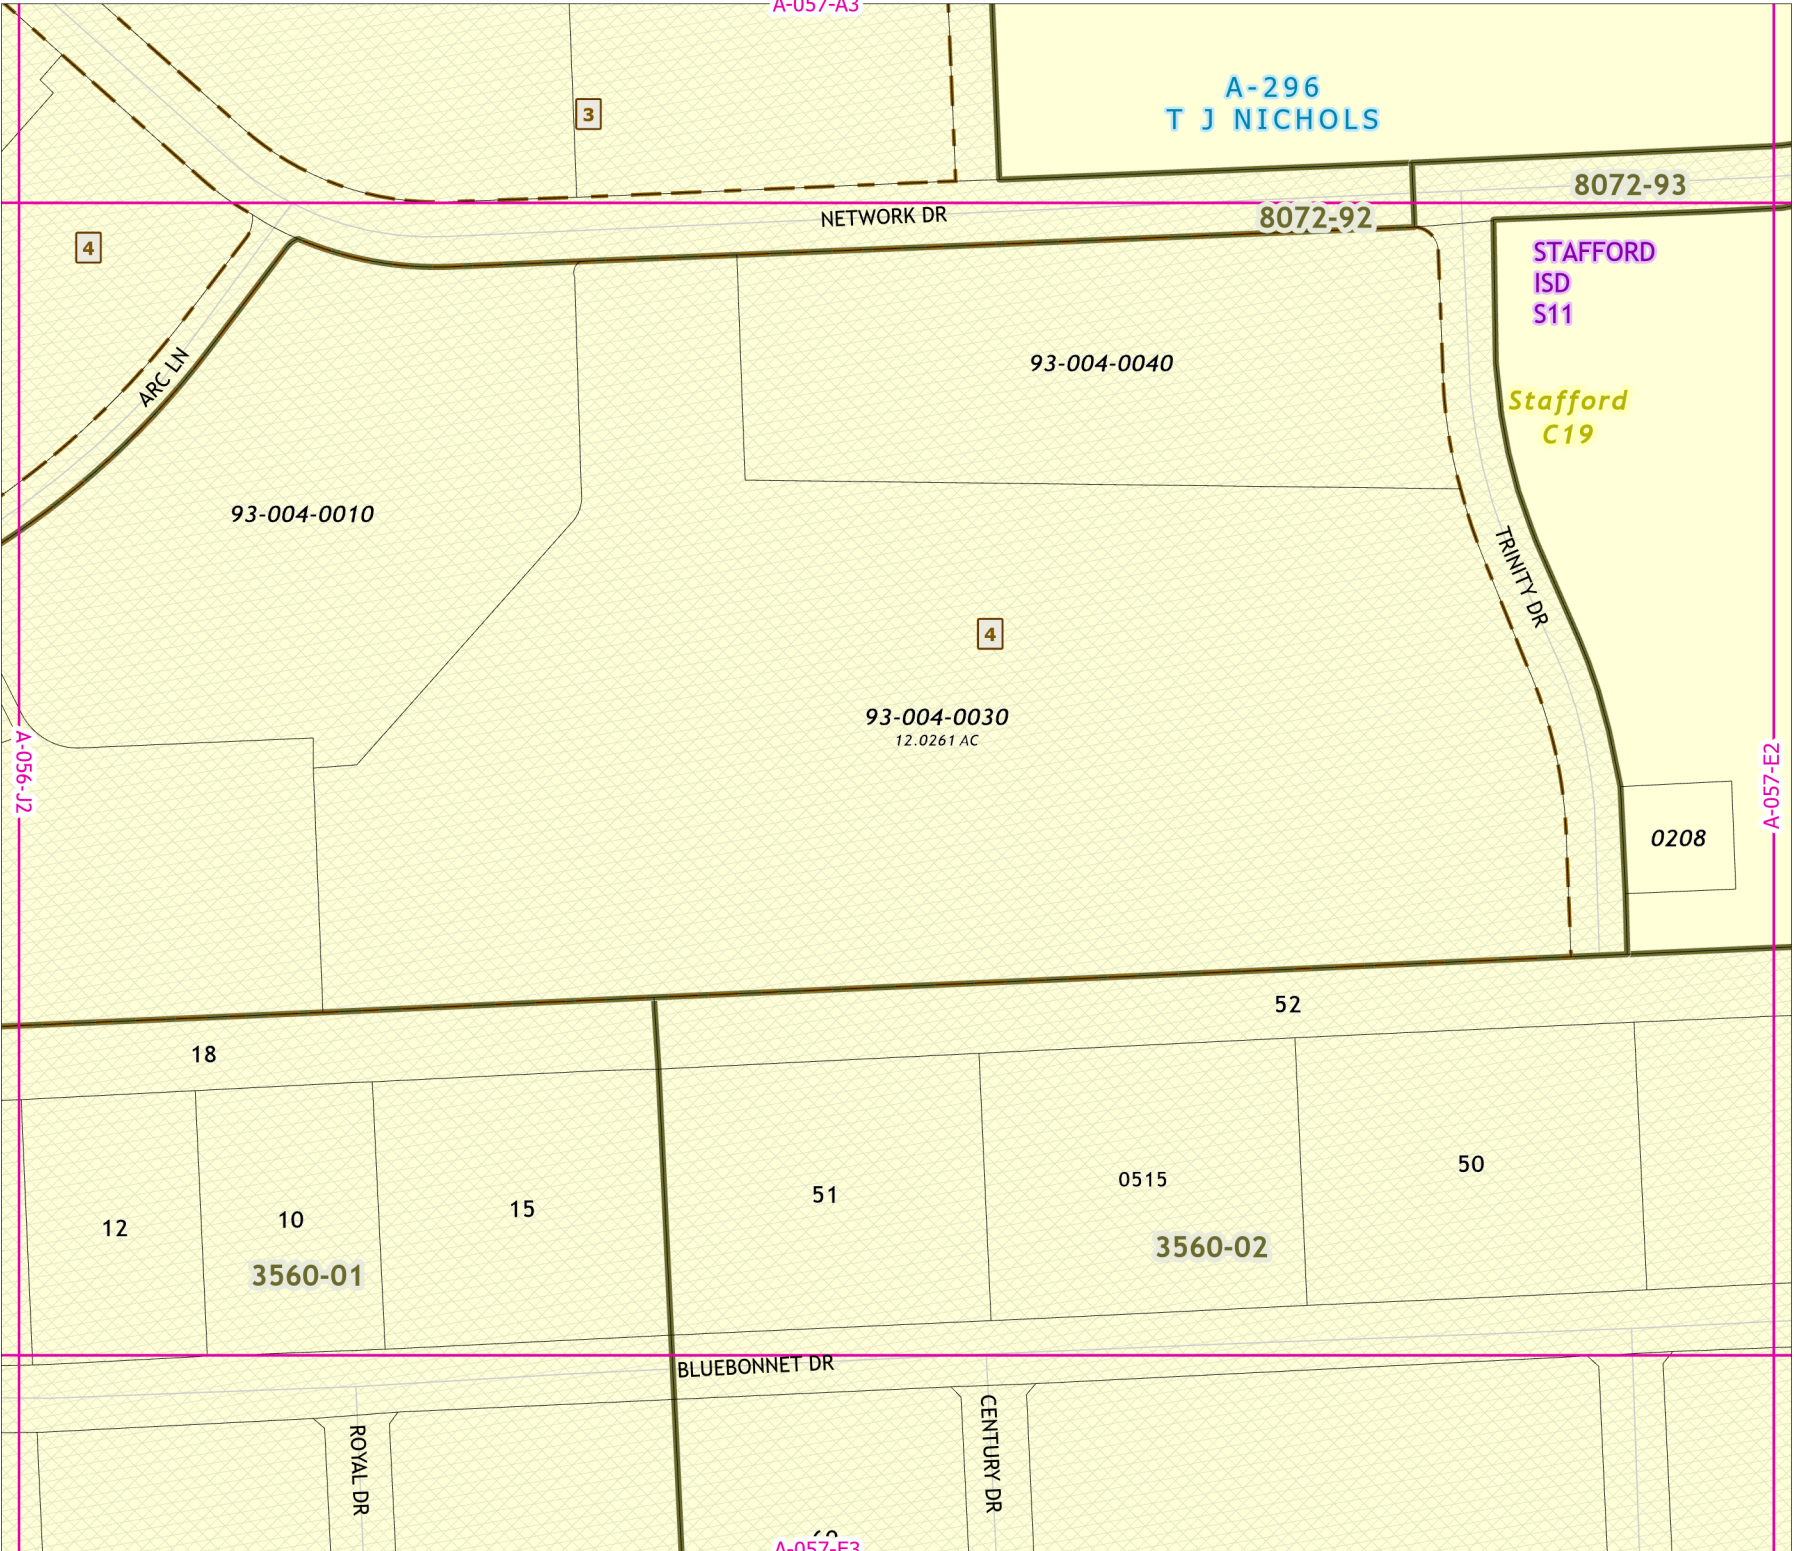 A-057-A3
A-296
T J NICHOLS
3
8072-93
NETWORK DR
8072-92
4
STAFFORD
ISD
S11
93-004-0040
ARC LN
Stafford
C19
93-004-0010
TRINITY DR
4
93-004-0030
12.0261 AC
A-056-J2
A-057-E2
0208
52
18
50
0515
51
15
10
12
3560-02
3560-01
BLUEBONNET DR
CENTURY DR
ROYAL DR